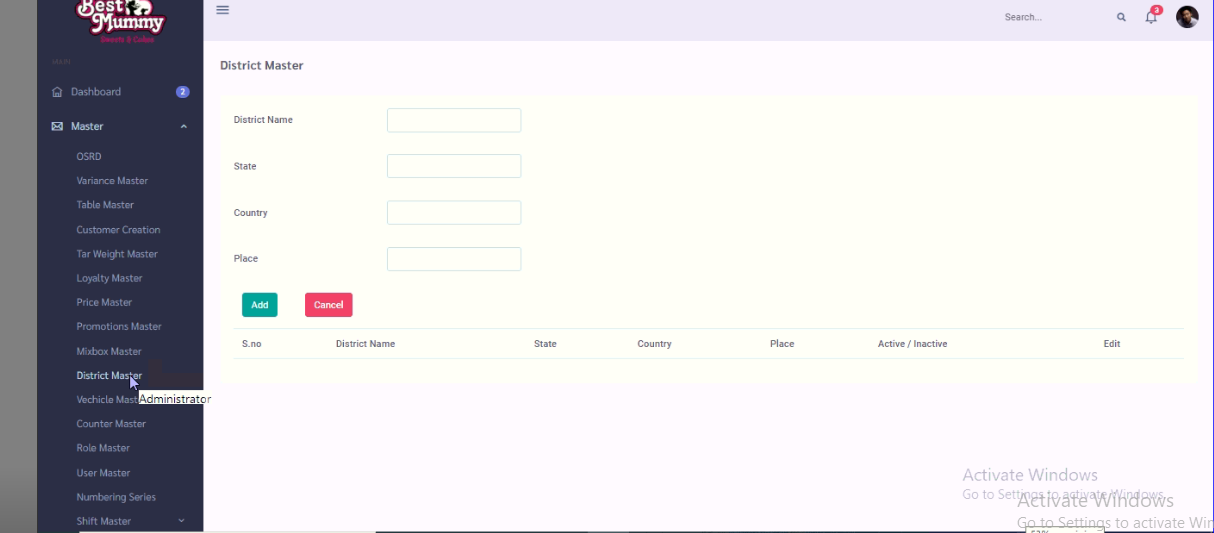 Best
Mummy
Sweets & Cakes
Search...
3
MAIN
District Master
Dashboard
2
Master
District Name
OSRD
State
Variance Master
Table Master
Country
Customer Creation
Tar Weight Master
Place
Loyalty Master
Price Master
Add
Cancel
Promotions Master
S.no
District Name
State
Country
Place
Active / Inactive
Edit
Mixbox Master
District Master
Vechicle Mast
Administrator
Counter Master
Role Master
User Master
Numbering Series
Shift Master
Activate Windows
Go to Settings to activate Windows.
Activate Windows
Go to Settings to activate Win